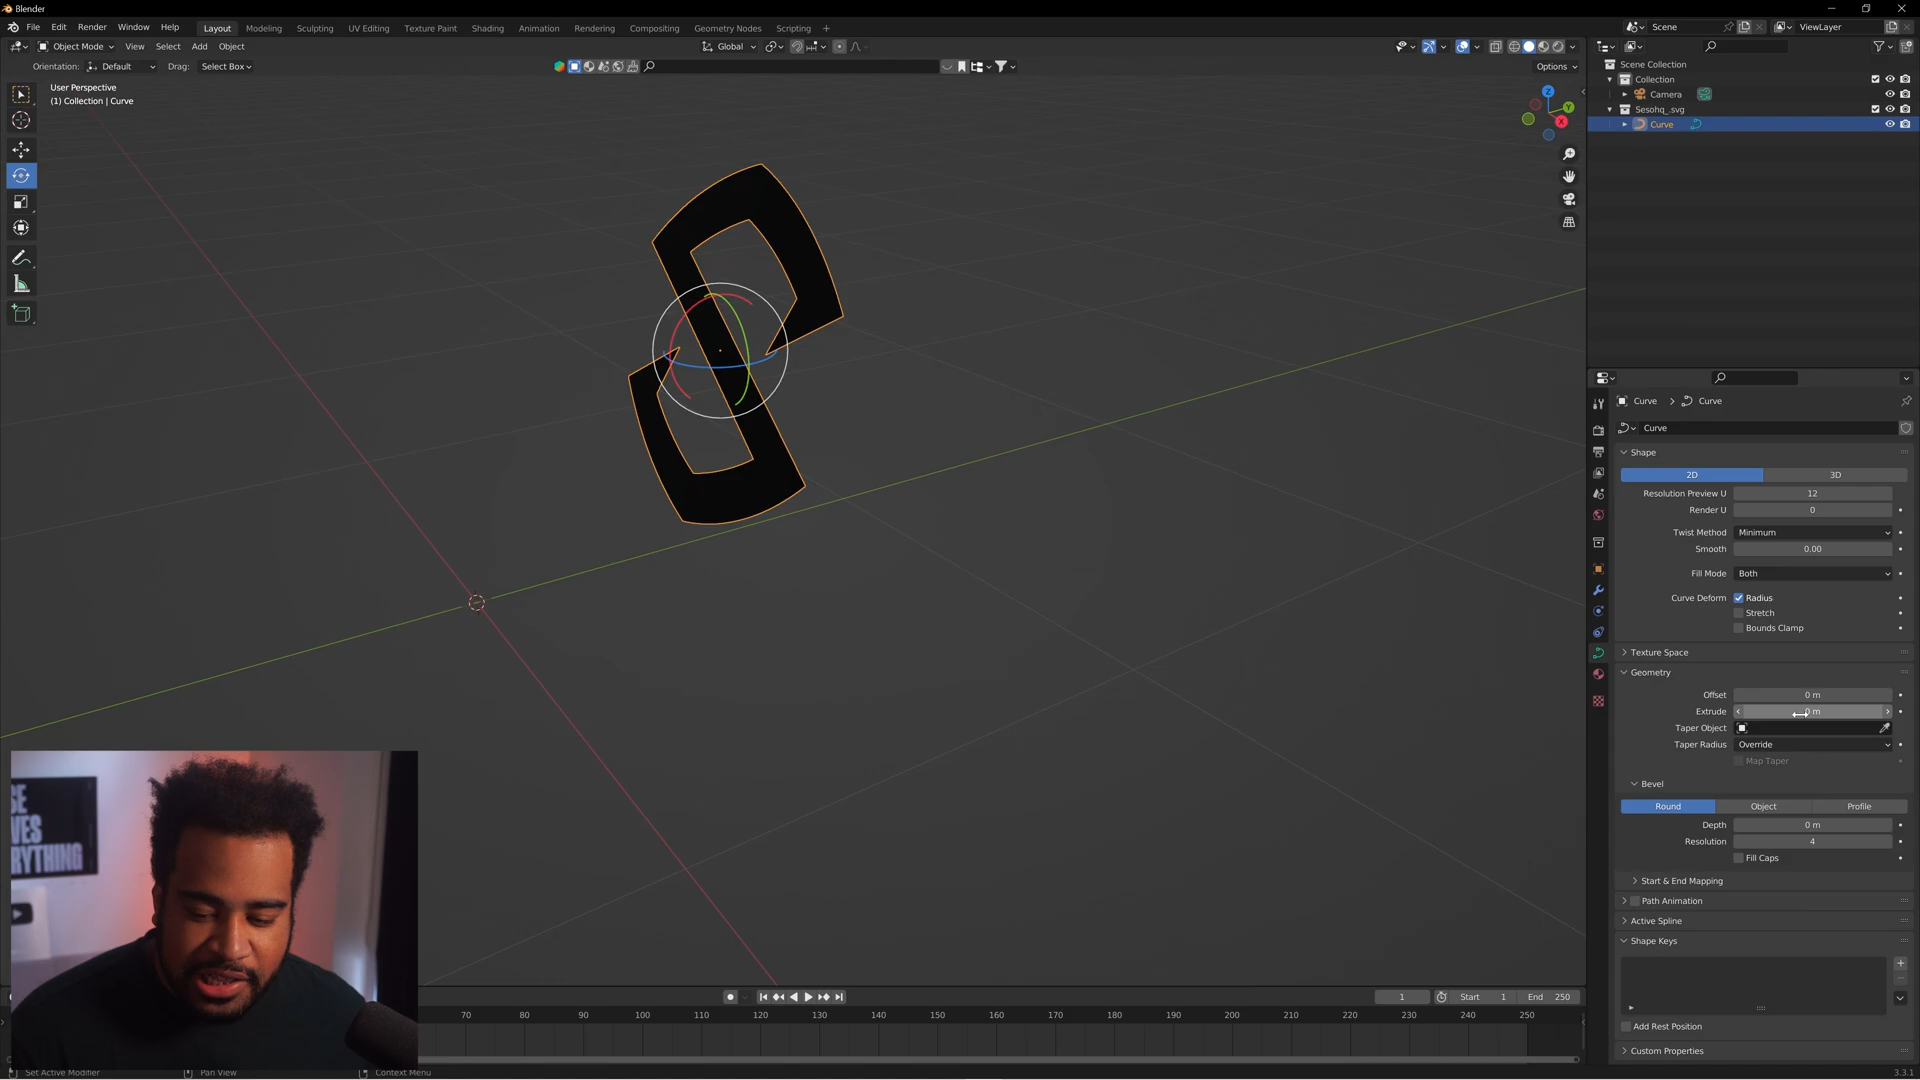 Blender
File Edit Render Window Help Layout Modeling Sculpting UV Editing Texture Paint Shading Animation Rendering Compositing Geometry Nodes Scripting + Scene ViewLayer
Object Mode View Select Add Object Global
Orientation: Default Drag: Select Box Options
User Perspective
(1) Collection | Curve
Z
Y
X
Scene Collection
Collection
Camera
Sesohq_.svg
Curve
Curve > Curve
Curve
Shape
2D 3D
Resolution Preview U 12
Render U 0
Twist Method Minimum
Smooth 0.00
Fill Mode Both
Curve Deform Radius
Stretch
Bounds Clamp
Texture Space
Geometry
Offset 0 m
Extrude 0 m
Taper Object
Taper Radius Override
Map Taper
Bevel
Round Object Profile
Depth 0 m
Resolution 4
Fill Caps
Start & End Mapping
Path Animation
Active Spline
Shape Keys
Add Rest Position
Custom Properties
SE
VES
ERYTHING
1 Start 1 End 250
70 80 90 100 110 120 130 140 150 160 170 180 190 200 210 220 230 240 250
Set Active Modifier Pan View Context Menu 3.3.1